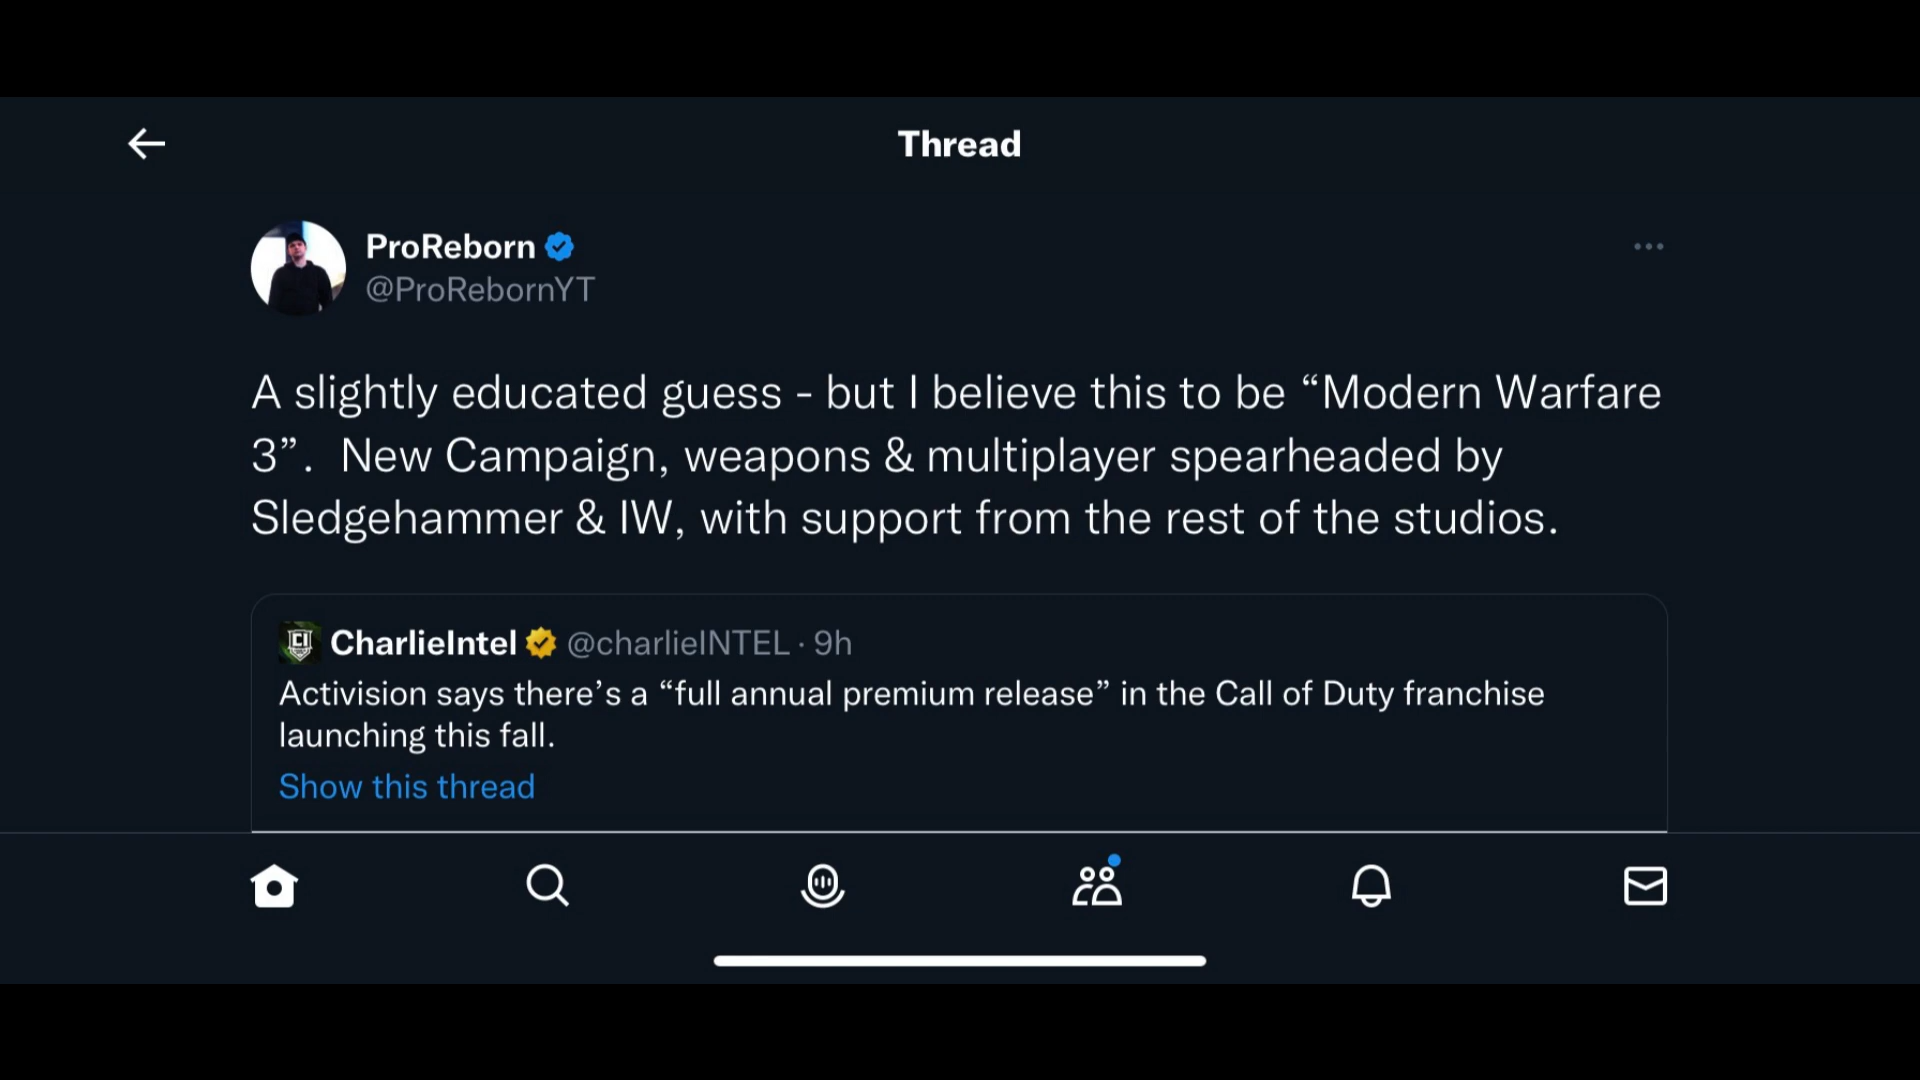 Thread
ProReborn
@ProRebornYT
A slightly educated guess - but I believe this to be “Modern Warfare
3”. New Campaign, weapons & multiplayer spearheaded by
Sledgehammer & IW, with support from the rest of the studios.
CI
CharlieIntel @charlieINTEL · 9h
Activision says there’s a “full annual premium release” in the Call of Duty franchise
launching this fall.
Show this thread